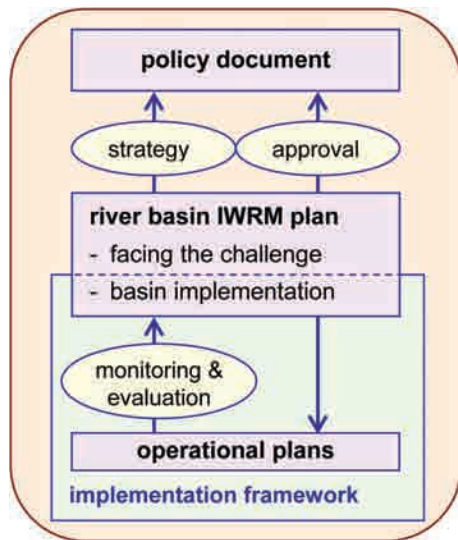 policy document
strategy
approval
river basin IWRM plan
- facing the challenge
- basin implementation
monitoring &
evaluation
operational plans
implementation framework